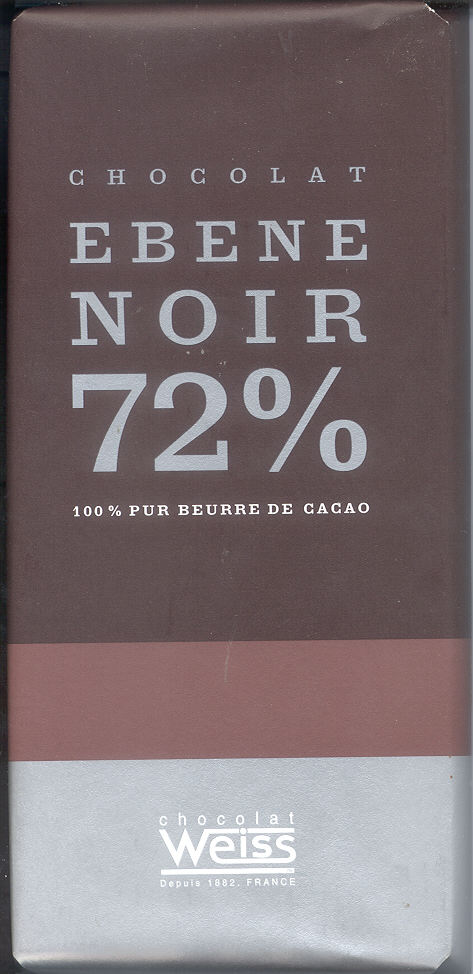 CHOCOLAT
EBENE
NOIR
72%
100% PUR BEURRE DE CACAO
chocolat
Weiss
Depuis 1882. FRANCE